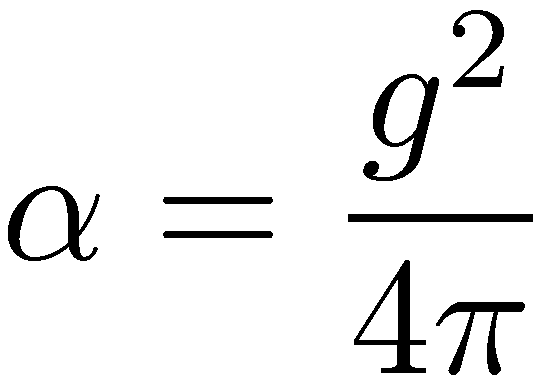 α = g²/4π